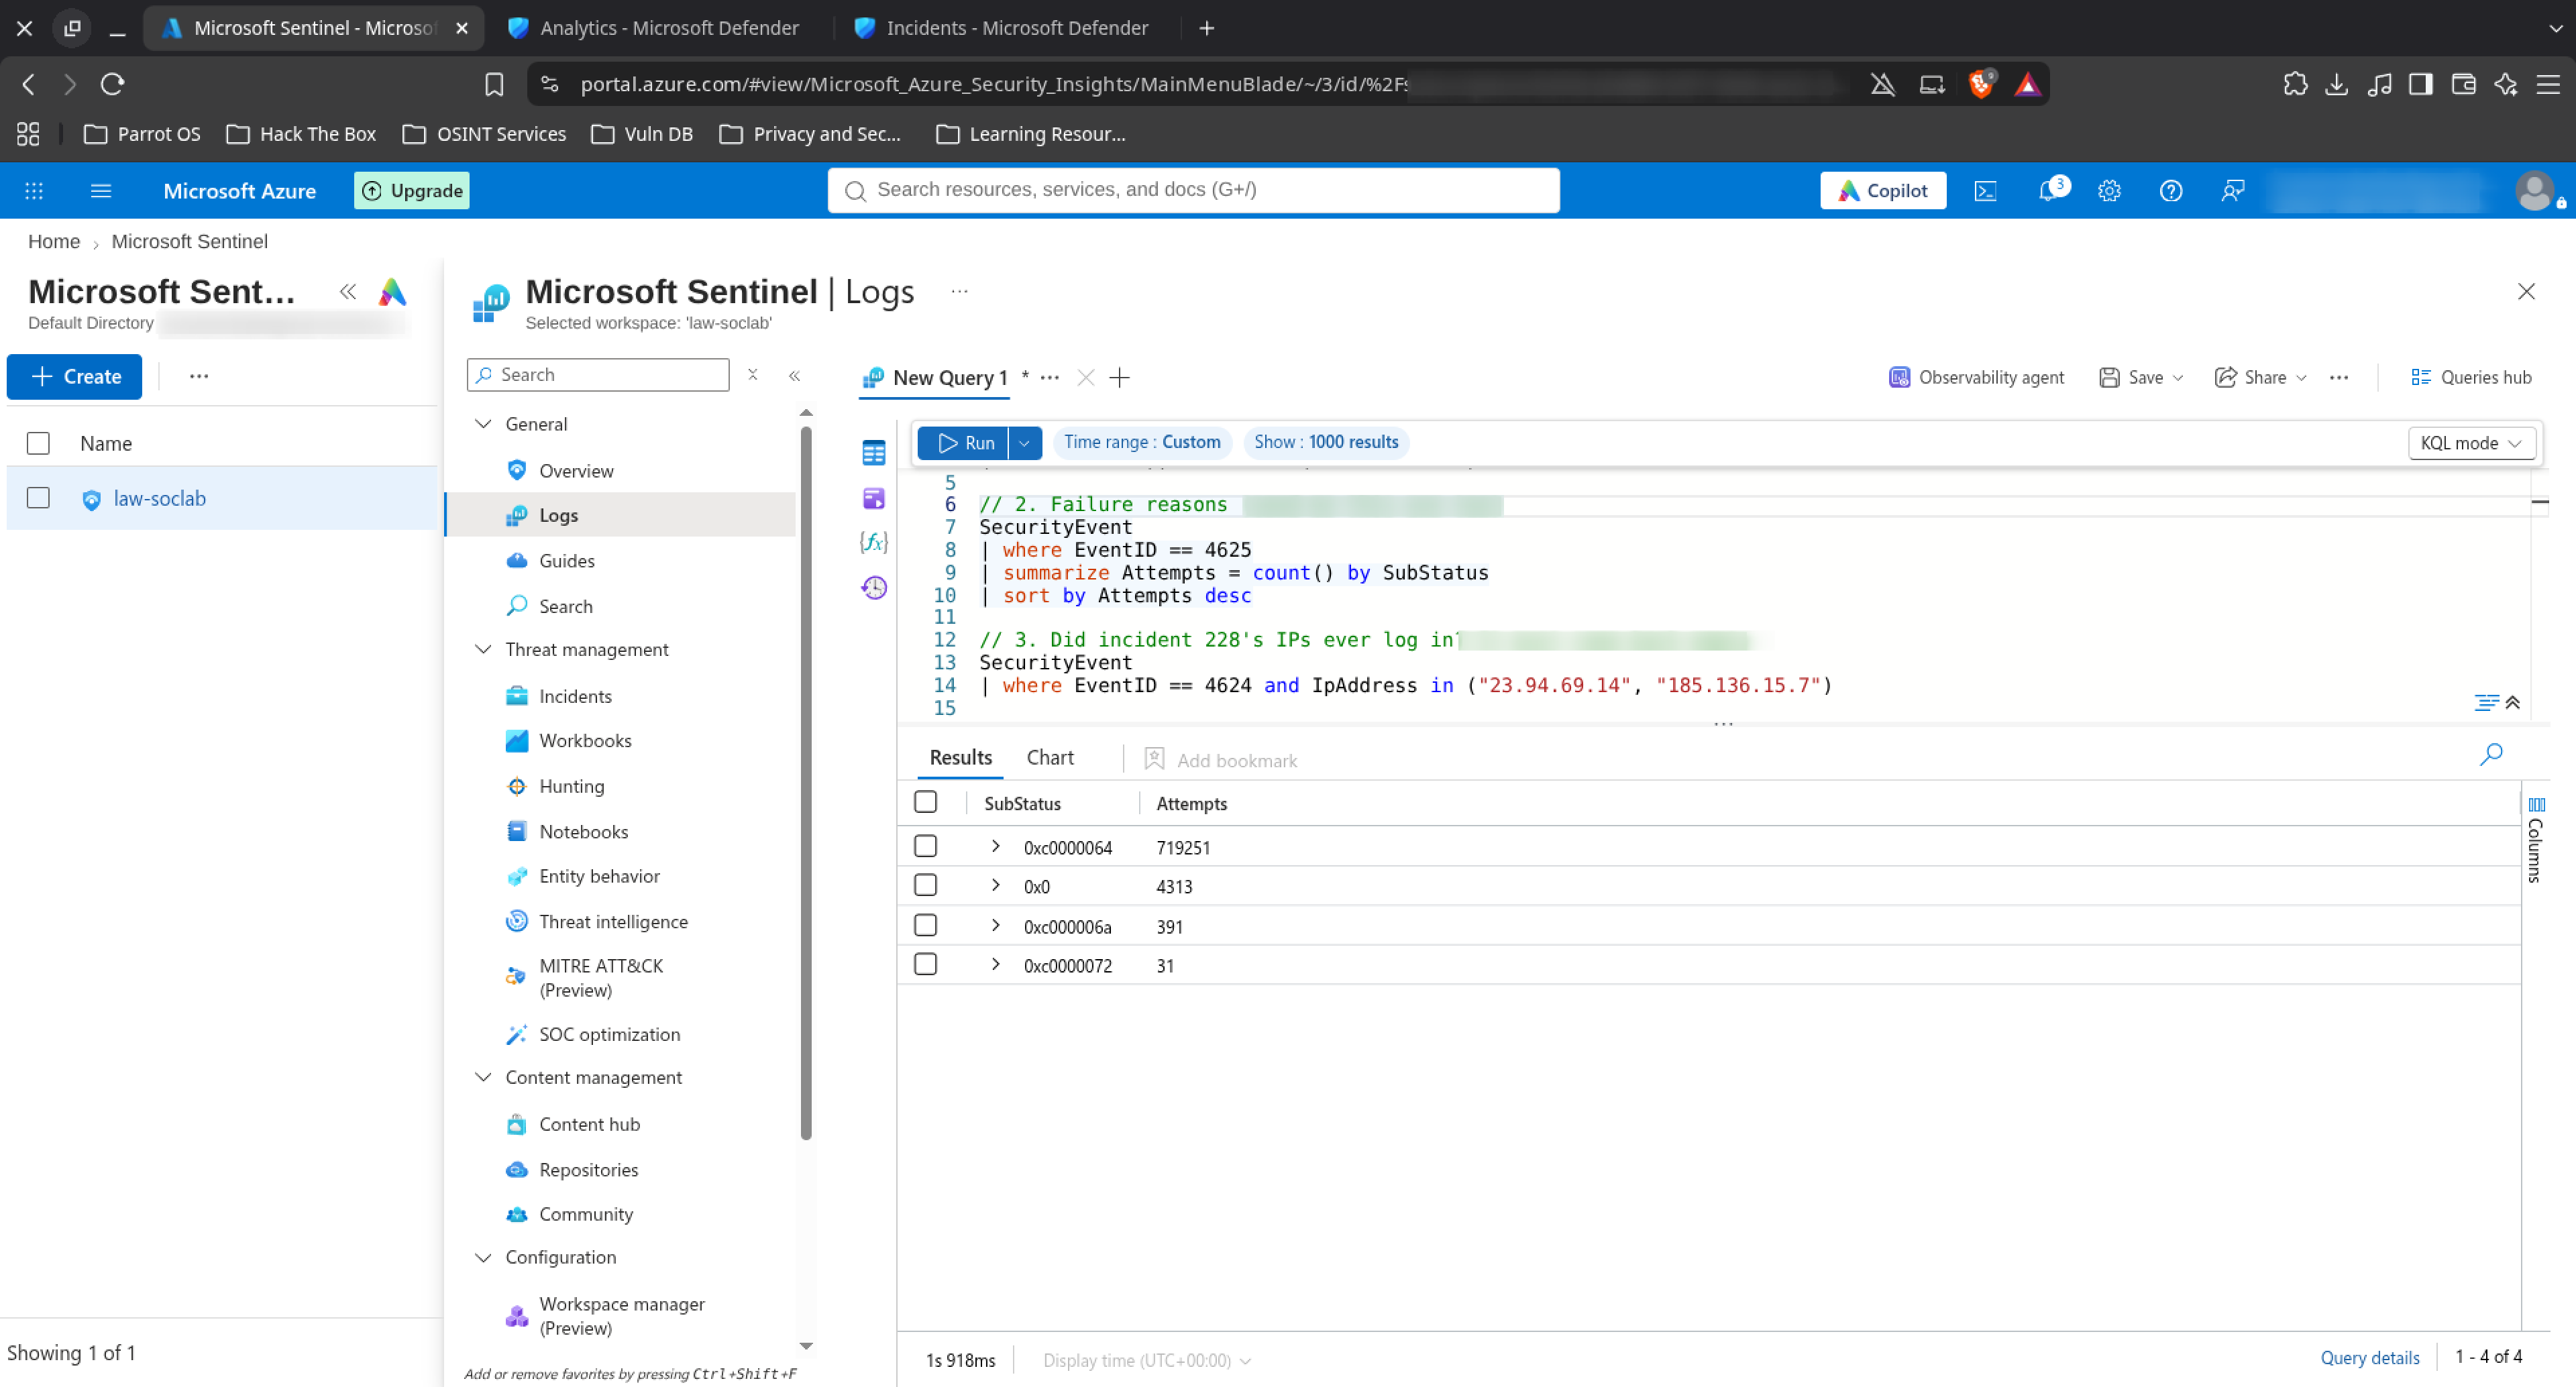 Microsoft Sentinel - Microsof
Analytics - Microsoft Defender
Incidents - Microsoft Defender
portal.azure.com/#view/Microsoft_Azure_Security_Insights/MainMenuBlade/~/3/id/%2Fs
9
Parrot OS
Hack The Box
OSINT Services
Vuln DB
Privacy and Sec...
Learning Resour...
Microsoft Azure
Upgrade
Search resources, services, and docs (G+/)
Copilot
3
Home > Microsoft Sentinel
Microsoft Sent...
Default Directory
Create
Name
law-soclab
Showing 1 of 1
Microsoft Sentinel | Logs
Selected workspace: 'law-soclab'
Search
General
Overview
Logs
Guides
Search
Threat management
Incidents
Workbooks
Hunting
Notebooks
Entity behavior
Threat intelligence
MITRE ATT&CK
(Preview)
SOC optimization
Content management
Content hub
Repositories
Community
Configuration
Workspace manager
(Preview)
Add or remove favorites by pressing Ctrl+Shift+F
New Query 1 *
Observability agent
Save
Share
Queries hub
Run
Time range : Custom
Show : 1000 results
KQL mode
{fx}
5
6 // 2. Failure reasons
7 SecurityEvent
8 | where EventID == 4625
9 | summarize Attempts = count() by SubStatus
10 | sort by Attempts desc
11
12 // 3. Did incident 228's IPs ever log in?
13 SecurityEvent
14 | where EventID == 4624 and IpAddress in ("23.94.69.14", "185.136.15.7")
15
Results
Chart
Add bookmark
SubStatus Attempts
0xc0000064 719251
0x0 4313
0xc000006a 391
0xc0000072 31
Columns
1s 918ms
Display time (UTC+00:00)
Query details
1 - 4 of 4